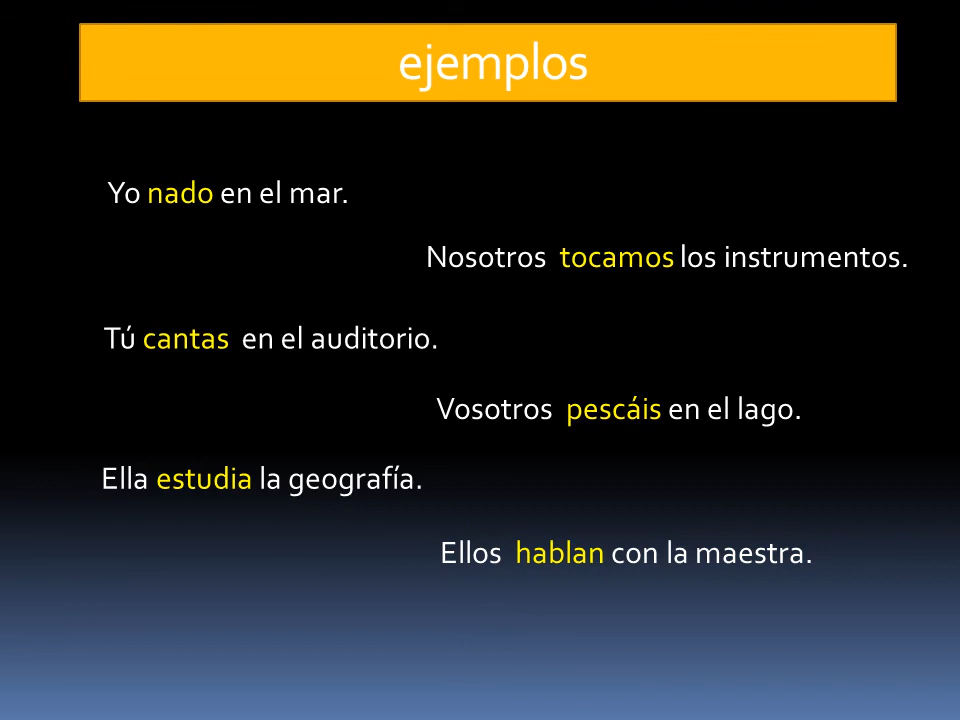 ejemplos
Yo nado en el mar.
Nosotros tocamos los instrumentos.
Tú cantas en el auditorio.
Vosotros pescáis en el lago.
Ella estudia la geografía.
Ellos hablan con la maestra.